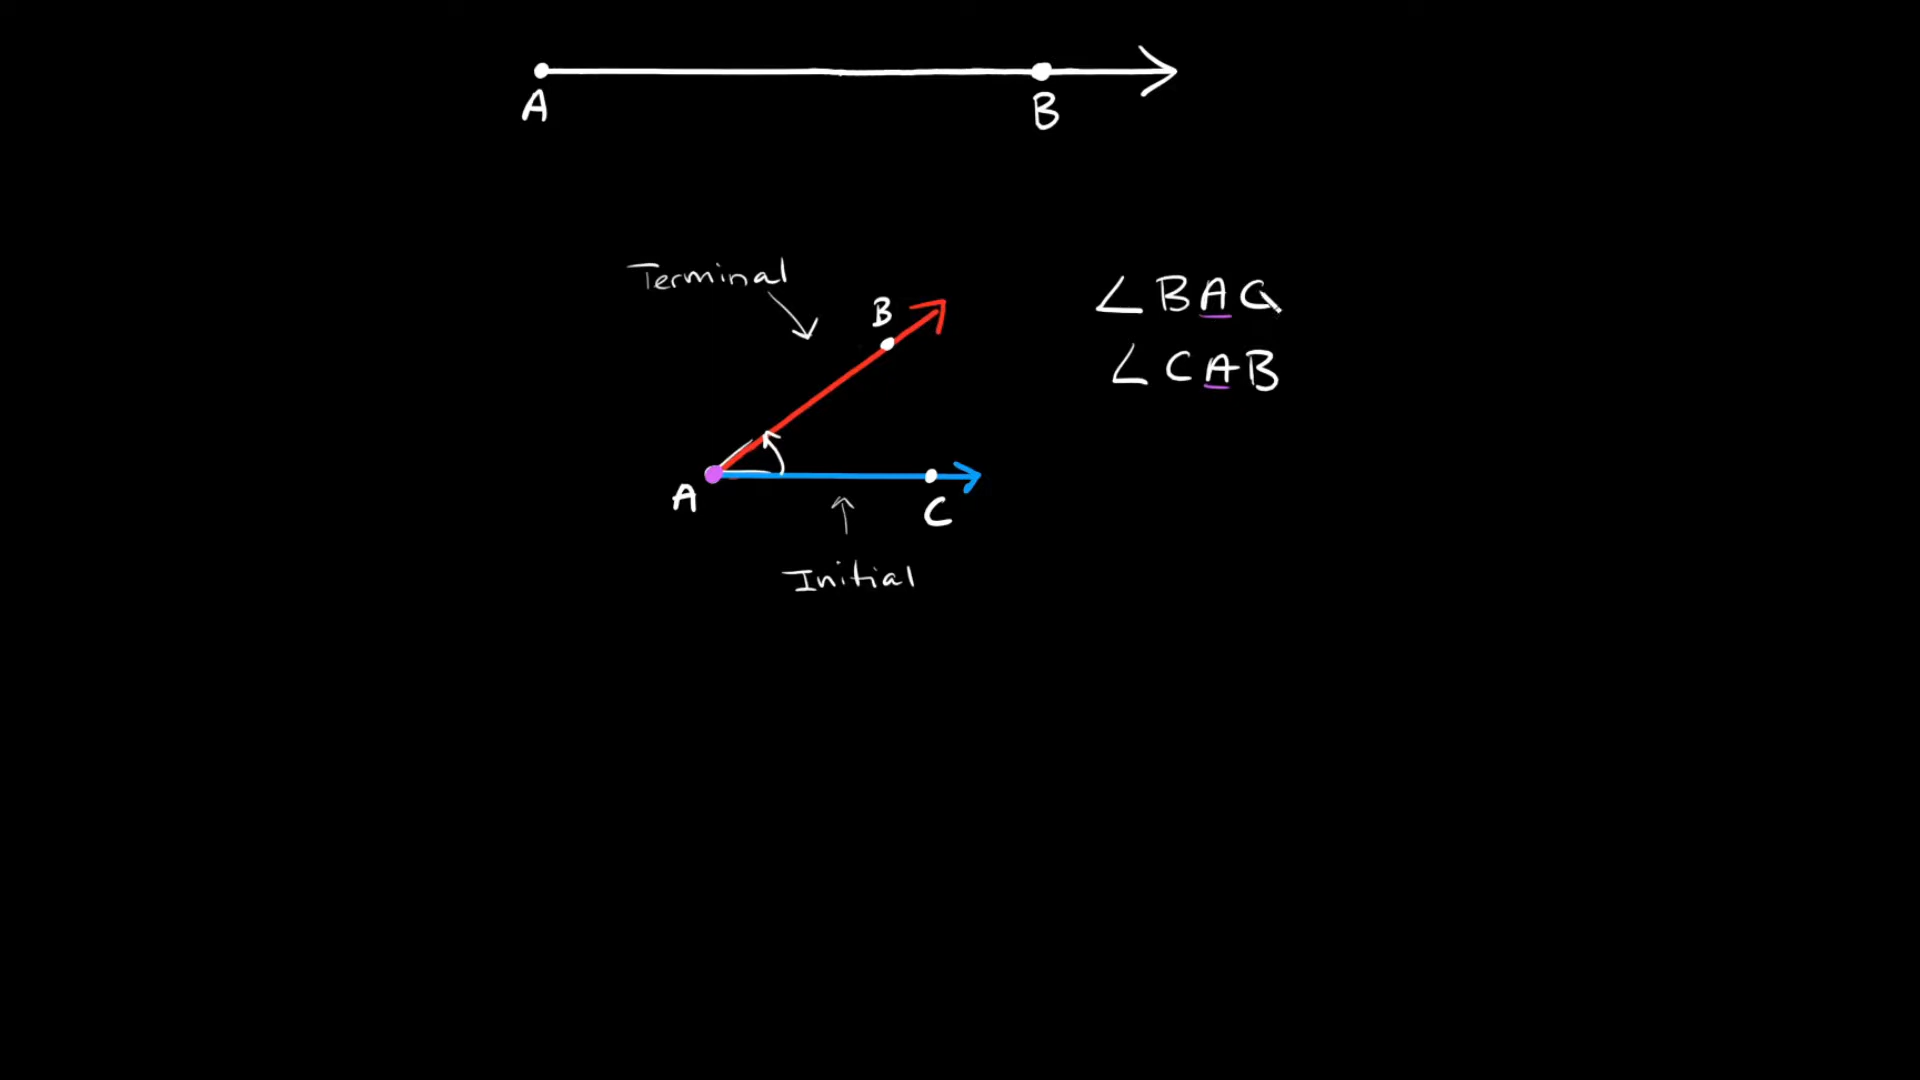 A B
Terminal
B
∠BAC
∠CAB
A
C
Initial